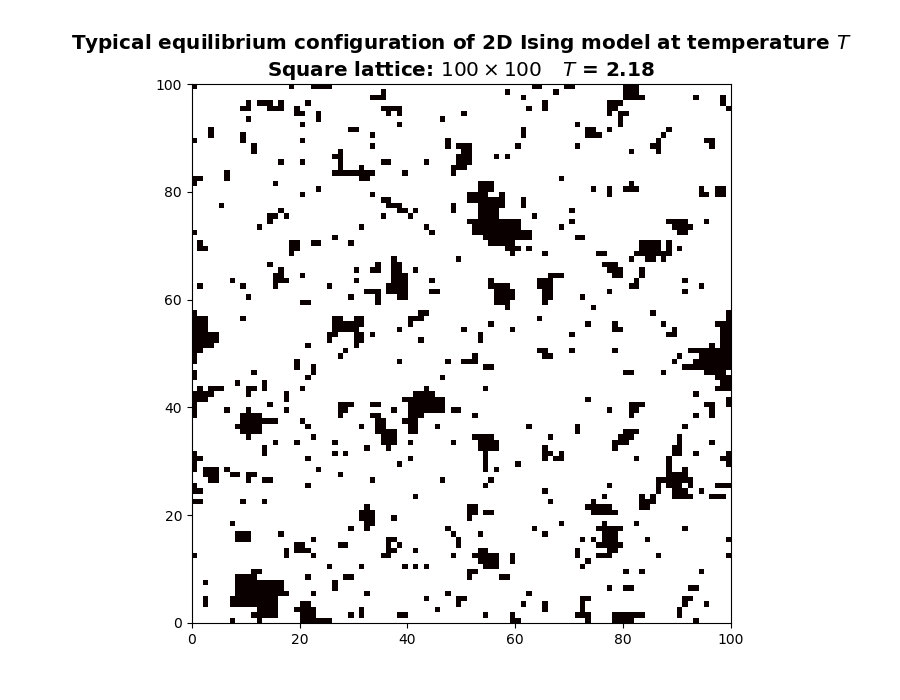 Typical equilibrium configuration of 2D Ising model at temperature T
Square lattice: 100 × 100 T = 2.18
100
80
60
40
20
0
0 20 40 60 80 100